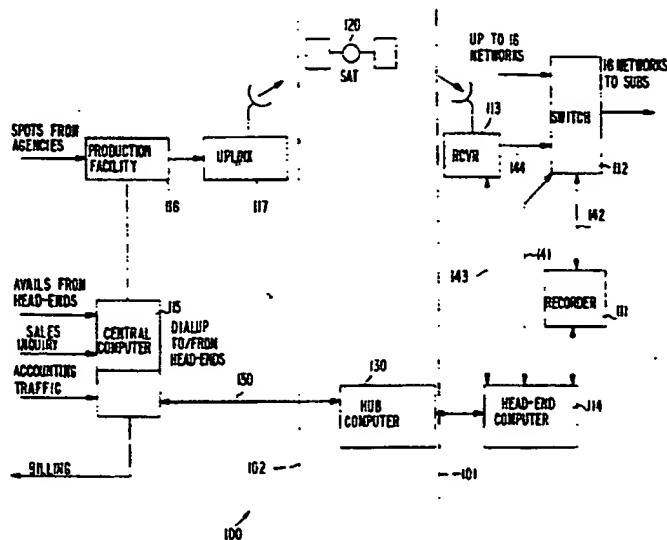 120
SAT
UP TO 16
NETWORKS
16 NETWORKS
TO SUBS
113
SWITCH
SPOTS FROM
AGENCIES
PRODUCTION
FACILITY
UPLINK
RCVR
144
112
116
117
142
141
143
AVAILS FROM
HEAD-ENDS
115
RECORDER
111
SALES
INQUIRY
CENTRAL
COMPUTER
DIALUP
TO/FROM
HEAD-ENDS
ACCOUNTING
TRAFFIC
150
130
HUB
COMPUTER
HEAD-END
COMPUTER
114
BILLING
102
101
100